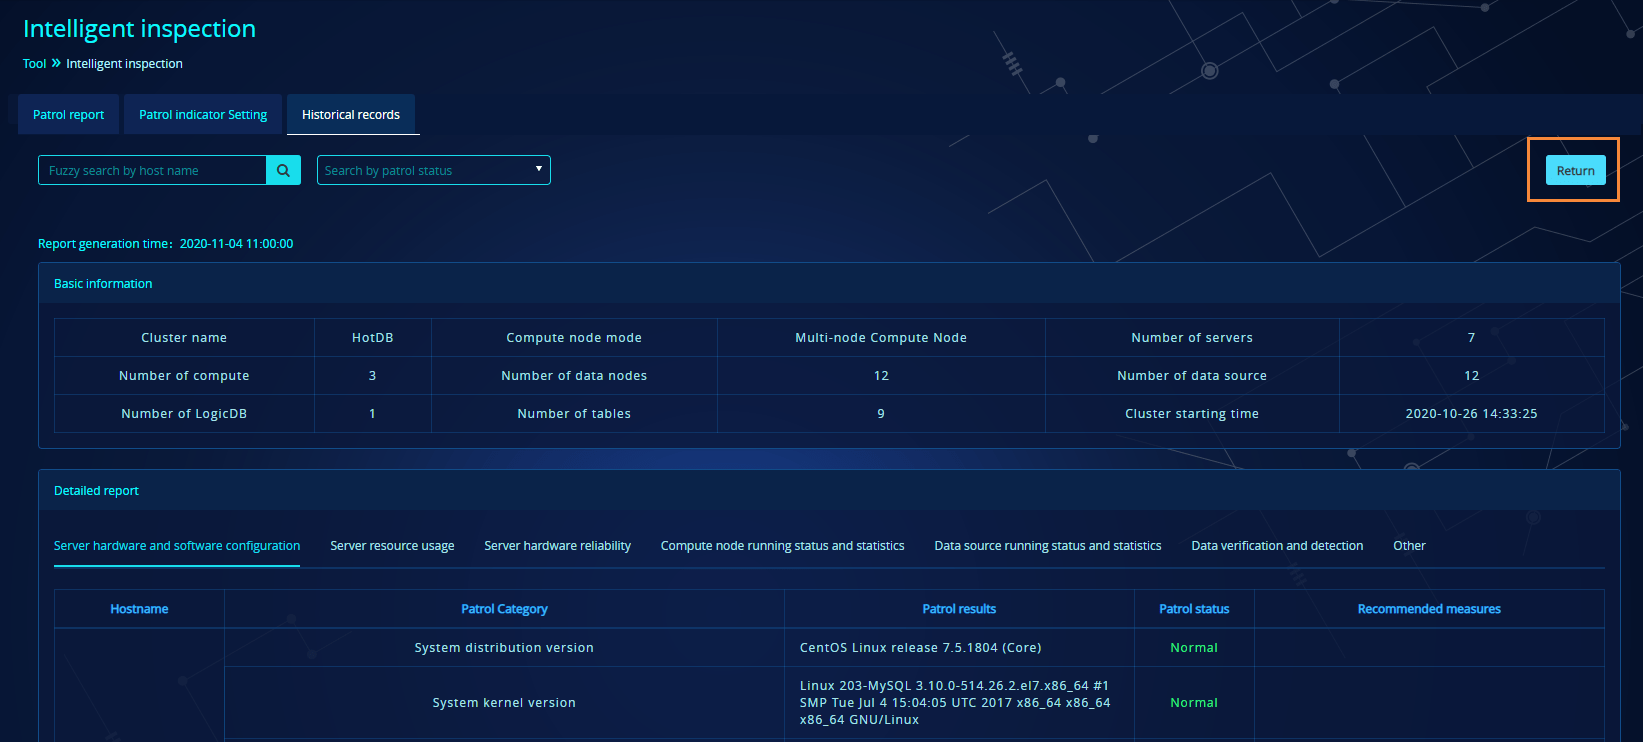 Intelligent inspection
Tool » Intelligent inspection
Patrol report Patrol indicator Setting Historical records
Fuzzy search by host name Search by patrol status Return
Report generation time：2020-11-04 11:00:00
Basic information
Cluster name HotDB Compute node mode Multi-node Compute Node Number of servers 7
Number of compute 3 Number of data nodes 12 Number of data source 12
Number of LogicDB 1 Number of tables 9 Cluster starting time 2020-10-26 14:33:25
Detailed report
Server hardware and software configuration Server resource usage Server hardware reliability Compute node running status and statistics Data source running status and statistics Data verification and detection Other
Hostname Patrol Category Patrol results Patrol status Recommended measures
System distribution version CentOS Linux release 7.5.1804 (Core) Normal
System kernel version Linux 203-MySQL 3.10.0-514.26.2.el7.x86_64 #1
SMP Tue Jul 4 15:04:05 UTC 2017 x86_64 x86_64 Normal
x86_64 GNU/Linux